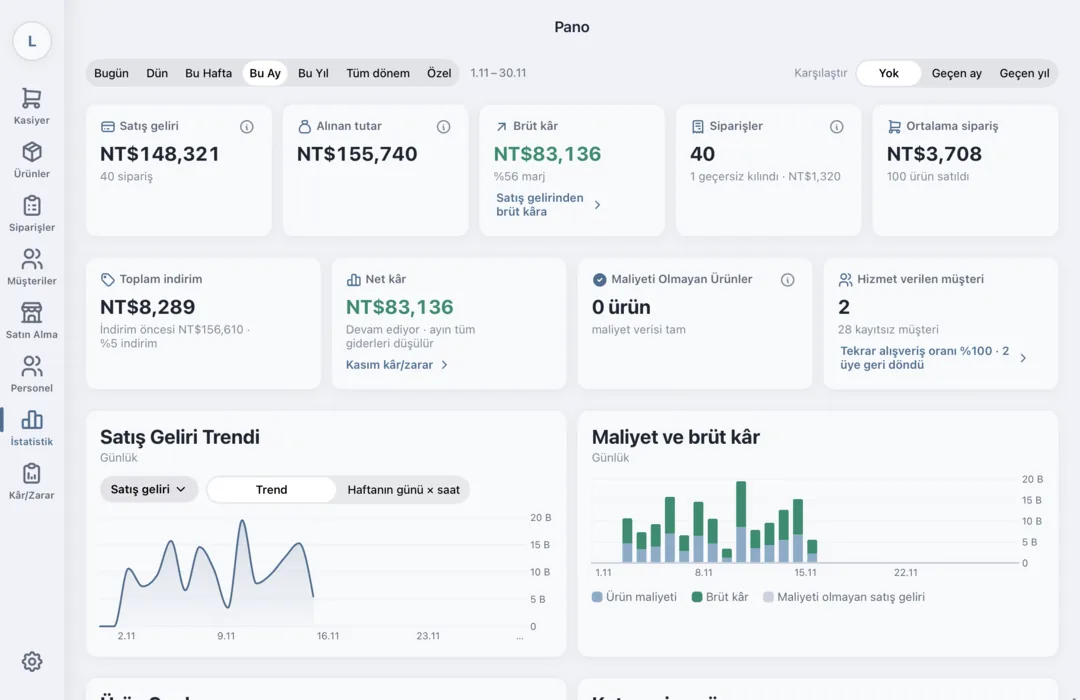 Pano
L
Kasiyer
Ürünler
Siparişler
Müşteriler
Satın Alma
Personel
İstatistik
Kâr/Zarar
Bugün Dün Bu Hafta Bu Ay Bu Yıl Tüm dönem Özel 1.11 – 30.11
Karşılaştır Yok Geçen ay Geçen yıl
Satış geliri
NT$148,321
40 sipariş
Alınan tutar
NT$155,740
Brüt kâr
NT$83,136
%56 marj
Satış gelirinden
brüt kâra
Siparişler
40
1 geçersiz kılındı · NT$1,320
Ortalama sipariş
NT$3,708
100 ürün satıldı
Toplam indirim
NT$8,289
İndirim öncesi NT$156,610 ·
%5 indirim
Net kâr
NT$83,136
Devam ediyor · ayın tüm
giderleri düşülür
Kasım kâr/zarar
Maliyeti Olmayan Ürünler
0 ürün
maliyet verisi tam
Hizmet verilen müşteri
2
28 kayıtsız müşteri
Tekrar alışveriş oranı %100 · 2
üye geri döndü
Satış Geliri Trendi
Günlük
Satış geliri
Trend
Haftanın günü × saat
20 B
15 B
10 B
5 B
0
2.11 9.11 16.11 23.11 ...
Maliyet ve brüt kâr
Günlük
20 B
15 B
10 B
5 B
0
1.11 8.11 15.11 22.11
Ürün maliyeti Brüt kâr Maliyeti olmayan satış geliri